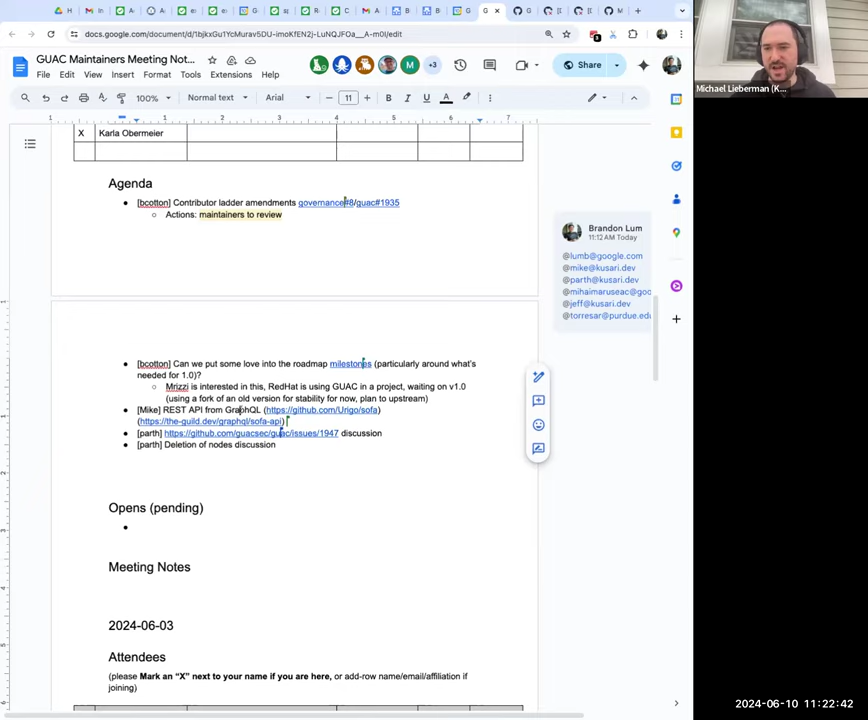 docs.google.com/document/d/1bjkxGu1YcMurav5DU-imoKfEN2j-LuNQJFOa__A-m0I/edit
GUAC Maintainers Meeting Not...
File Edit View Insert Format Tools Extensions Help
+3
Share
100%
Normal text
Arial
11
B I U A
Michael Lieberman (K...
X Karla Obermeier
Agenda
[bcotton] Contributor ladder amendments governance#8/guac#1935
Actions: maintainers to review
Brandon Lum
11:12 AM Today
@lumb@google.com
@mike@kusari.dev
@parth@kusari.dev
@mihaimaruseac@goo
@jeff@kusari.dev
@torresar@purdue.edu
[bcotton] Can we put some love into the roadmap milestones (particularly around what's
needed for 1.0)?
Mrizzi is interested in this, RedHat is using GUAC in a project, waiting on v1.0
(using a fork of an old version for stability for now, plan to upstream)
[Mike] REST API from GraphQL (https://github.com/Urigo/sofa)
(https://the-guild.dev/graphql/sofa-api)
[parth] https://github.com/guacsec/guac/issues/1947 discussion
[parth] Deletion of nodes discussion
Opens (pending)
Meeting Notes
2024-06-03
Attendees
(please Mark an "X" next to your name if you are here, or add-row name/email/affiliation if
joining)
2024-06-10 11:22:42